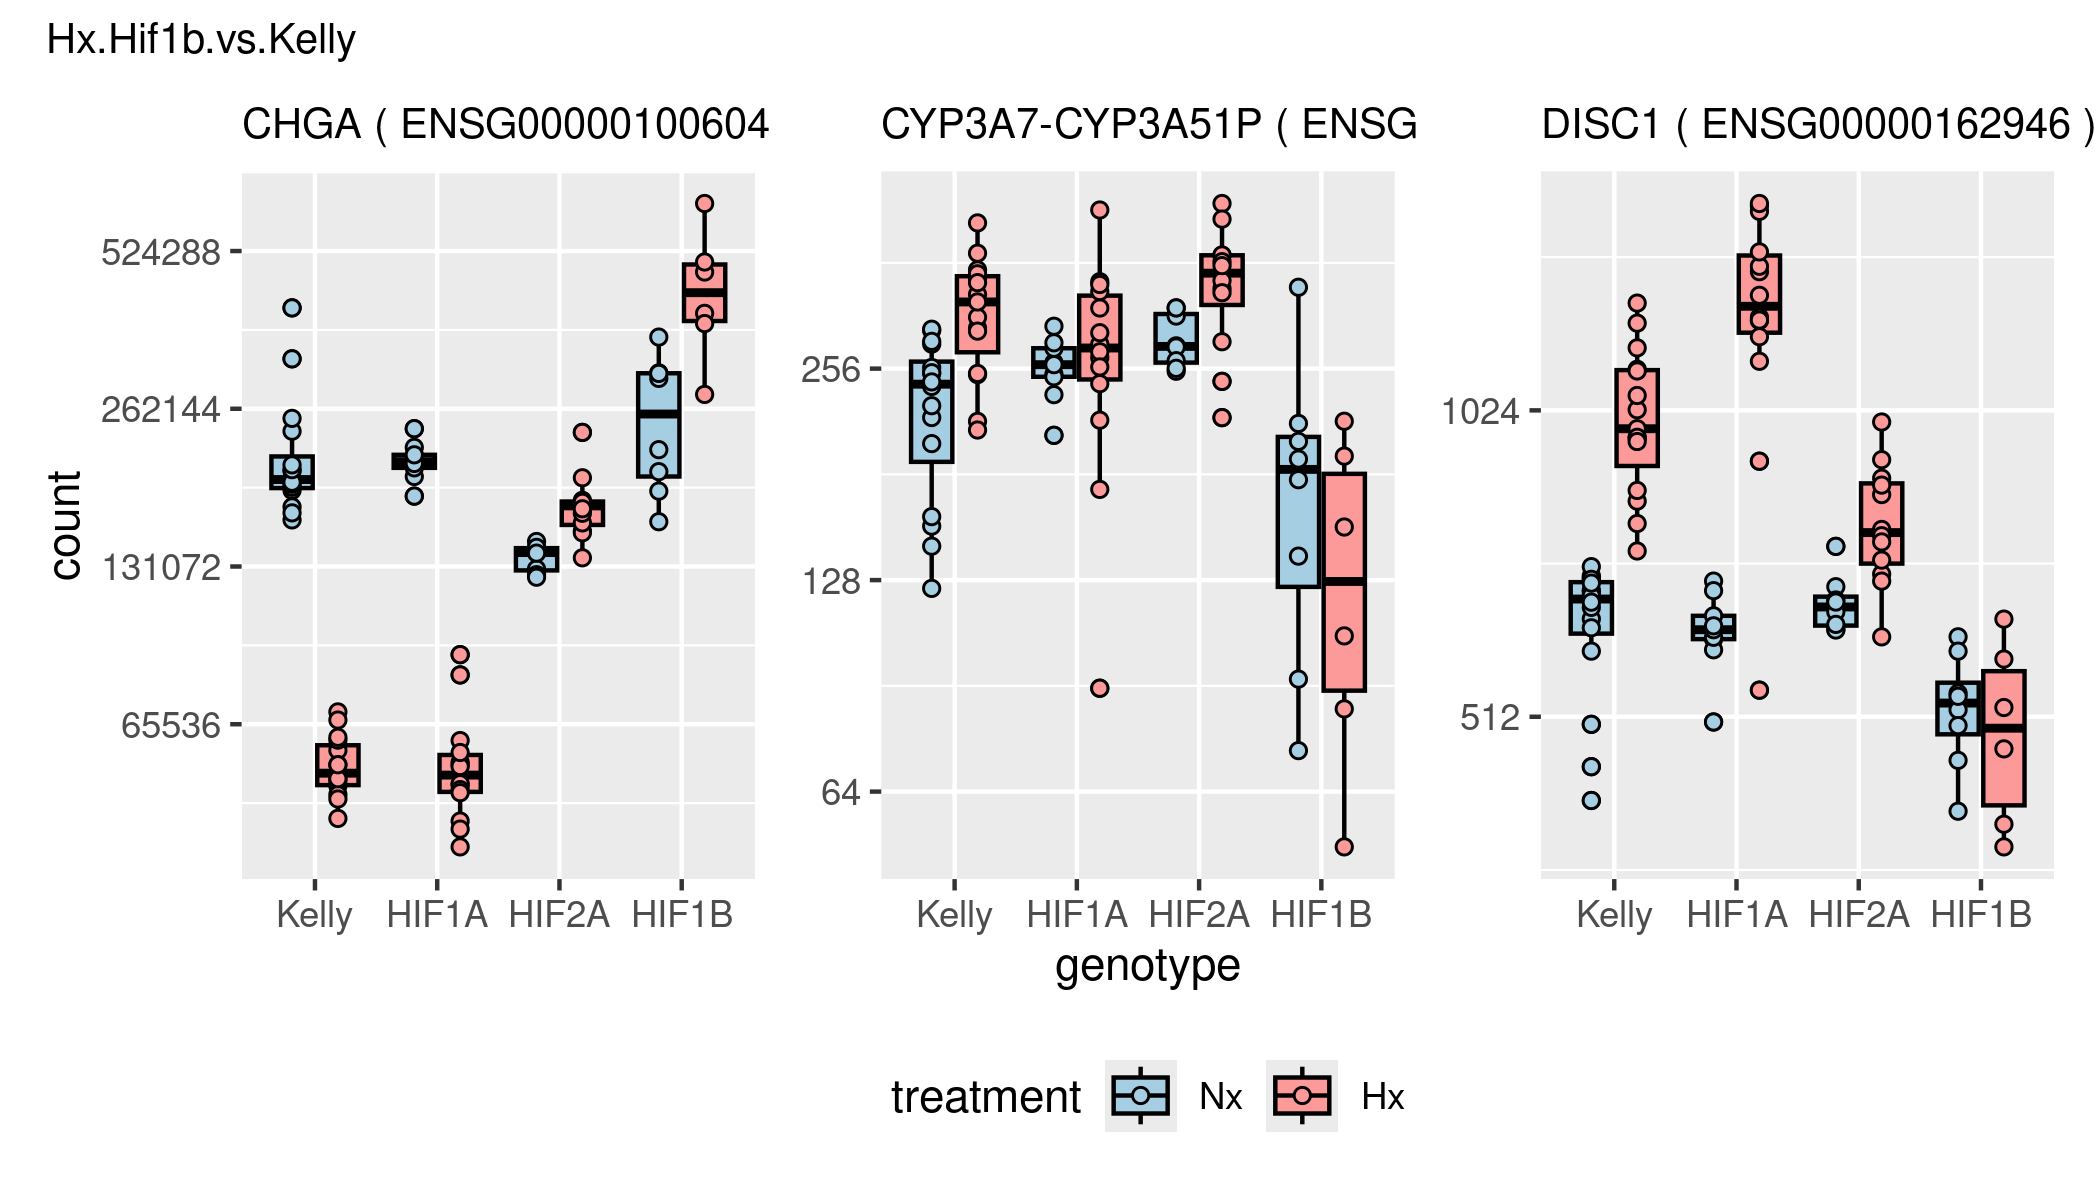 Hx.Hif1b.vs.Kelly
CHGA ( ENSG00000100604
CYP3A7-CYP3A51P ( ENSG
DISC1 ( ENSG00000162946 )
count
524288
262144
131072
65536
Kelly HIF1A HIF2A HIF1B
256
128
64
Kelly HIF1A HIF2A HIF1B
1024
512
Kelly HIF1A HIF2A HIF1B
genotype
treatment Nx Hx